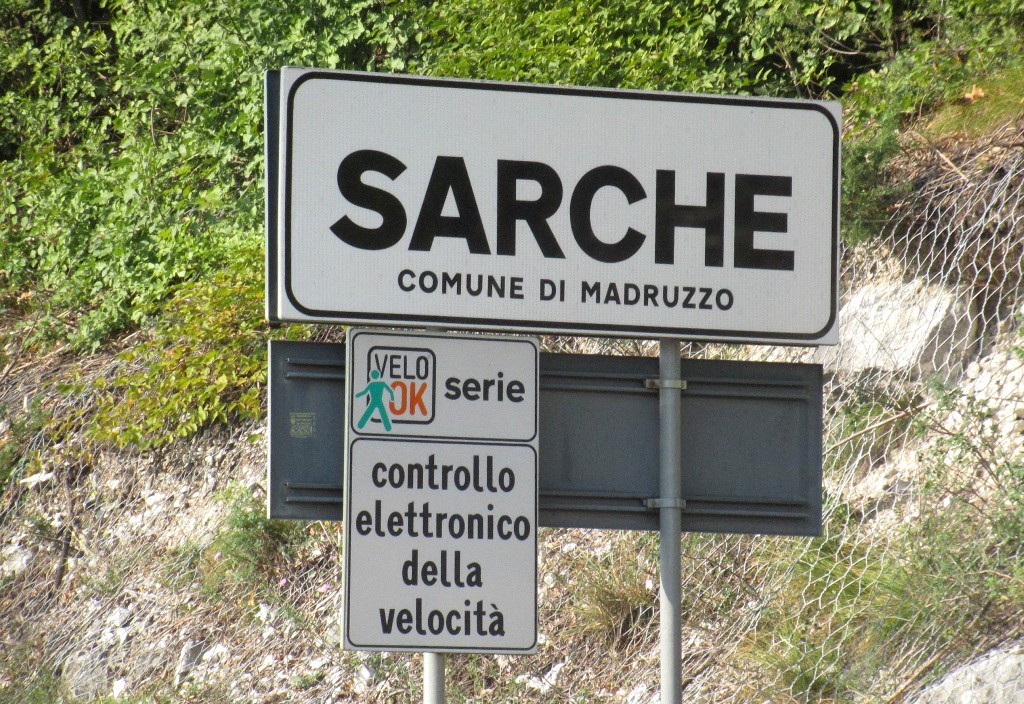 SARCHE
COMUNE DI MADRUZZO
VELO
OK
serie
controllo
elettronico
della
velocità